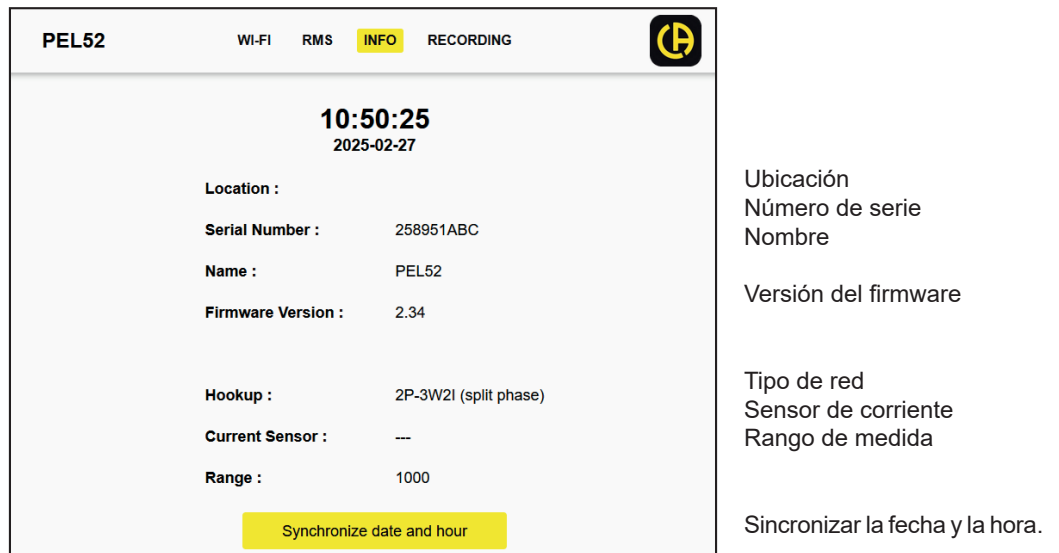 PEL52 WI-FI RMS INFO RECORDING
10:50:25
2025-02-27
Location :
Serial Number : 258951ABC
Name : PEL52
Firmware Version : 2.34
Hookup : 2P-3W2I (split phase)
Current Sensor : ---
Range : 1000
Synchronize date and hour
Ubicación
Número de serie
Nombre
Versión del firmware
Tipo de red
Sensor de corriente
Rango de medida
Sincronizar la fecha y la hora.